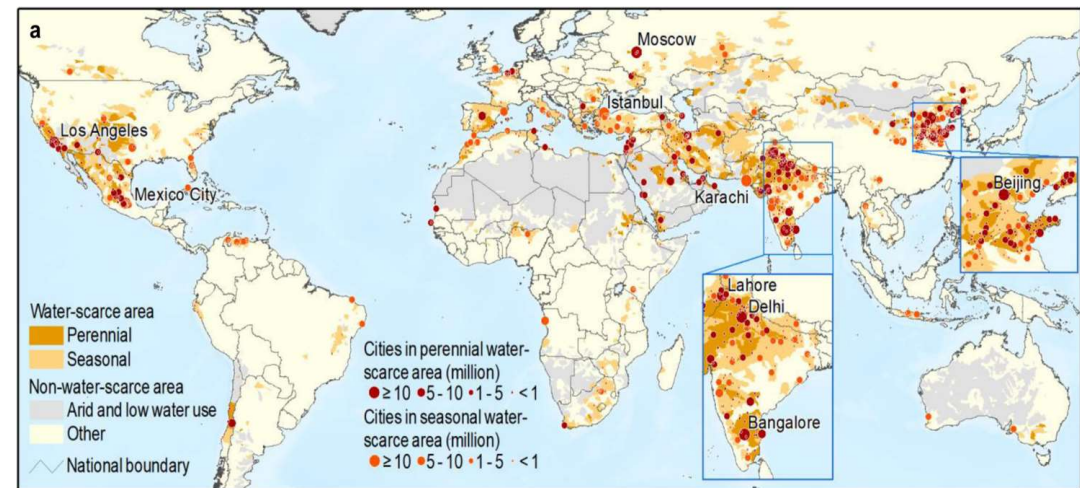 a
Moscow
Istanbul
Los Angeles
Mexico City
Karachi
Beijing
Lahore
Delhi
Bangalore
Water-scarce area
Perennial
Seasonal
Non-water-scarce area
Arid and low water use
Other
National boundary
Cities in perennial water-
scarce area (million)
≥ 10 5 - 10 1 - 5 < 1
Cities in seasonal water-
scarce area (million)
≥ 10 5 - 10 1 - 5 < 1